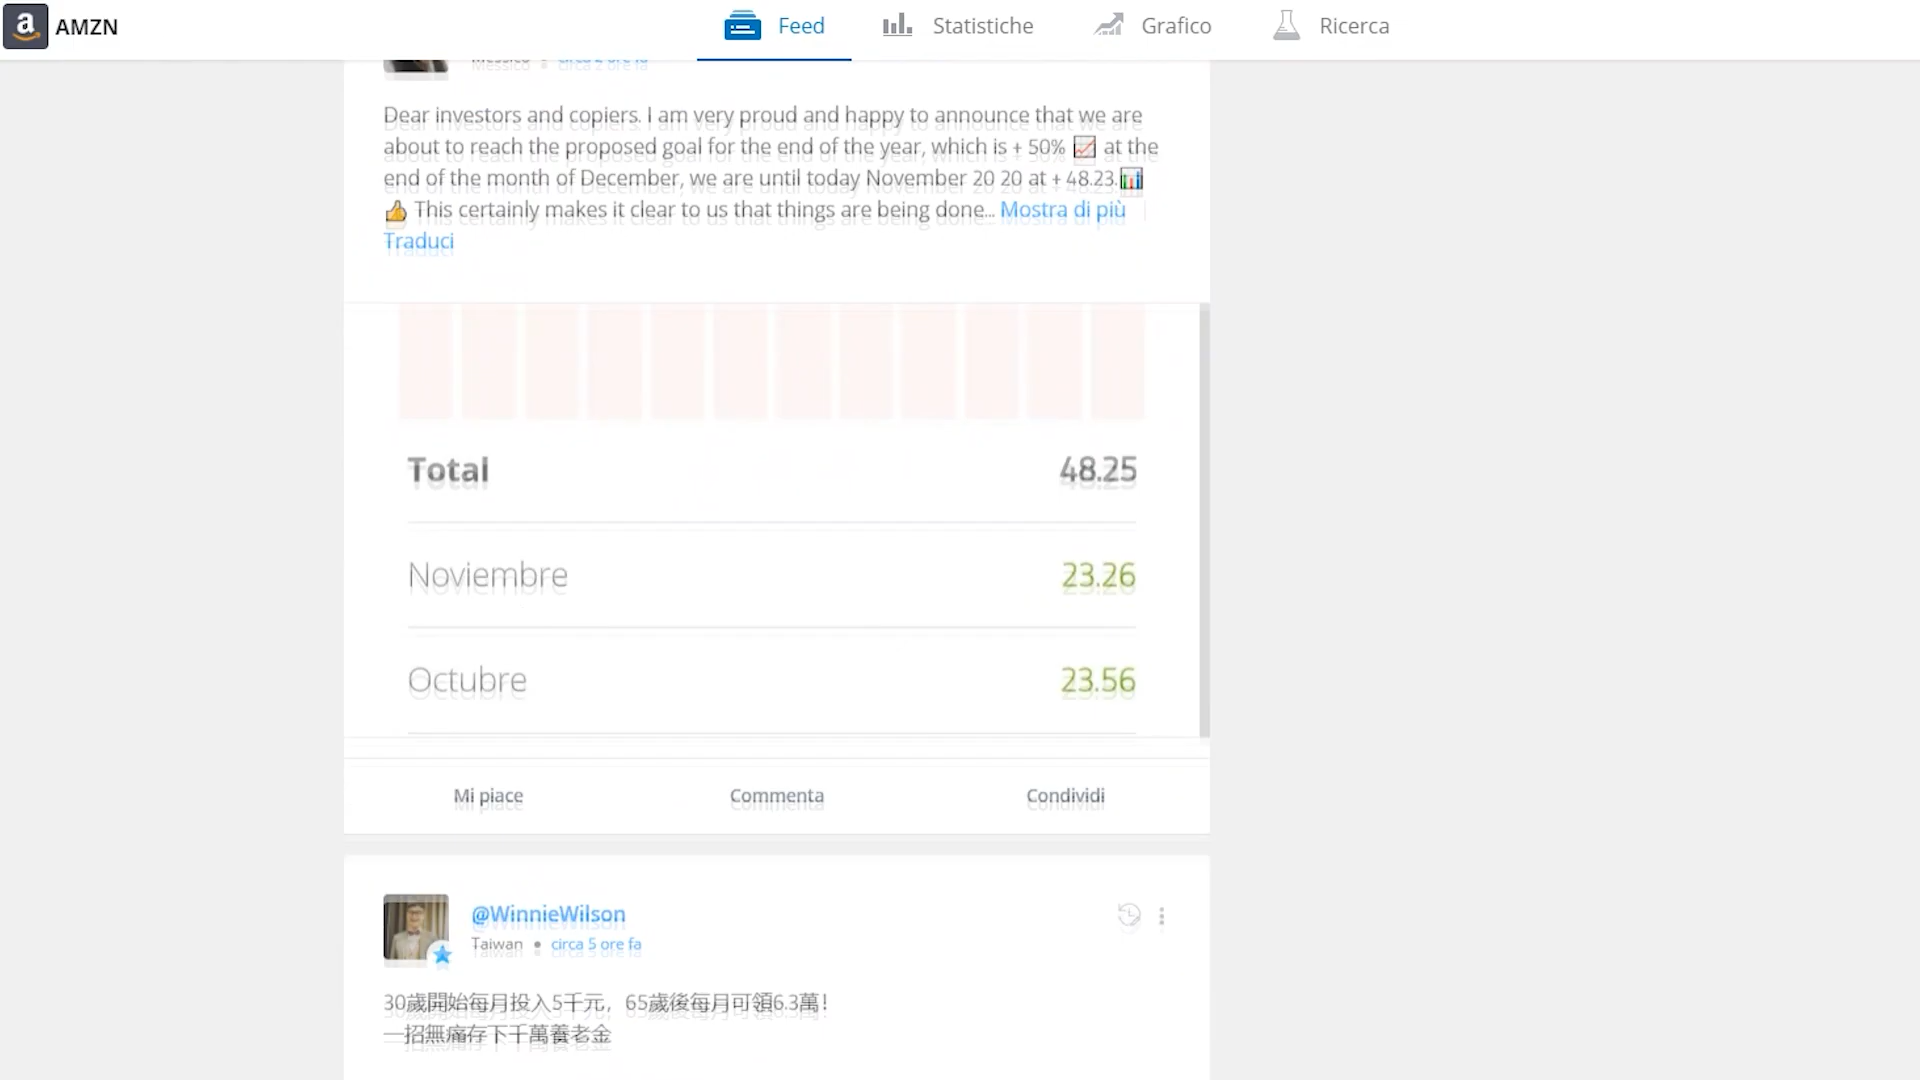 a
AMZN
Feed
Statistiche
Grafico
Ricerca
Messico • circa 2 ore fa
Dear investors and copiers. I am very proud and happy to announce that we are
about to reach the proposed goal for the end of the year, which is + 50% 📈 at the
end of the month of December, we are until today November 20 20 at + 48.23.📊
👍 This certainly makes it clear to us that things are being done... Mostra di più
Traduci
Total 48.25
Noviembre 23.26
Octubre 23.56
Mi piace
Commenta
Condividi
@WinnieWilson
Taiwan • circa 5 ore fa
30歲開始每月投入5千元，65歲後每月可領6.3萬！
一招無痛存下千萬養老金